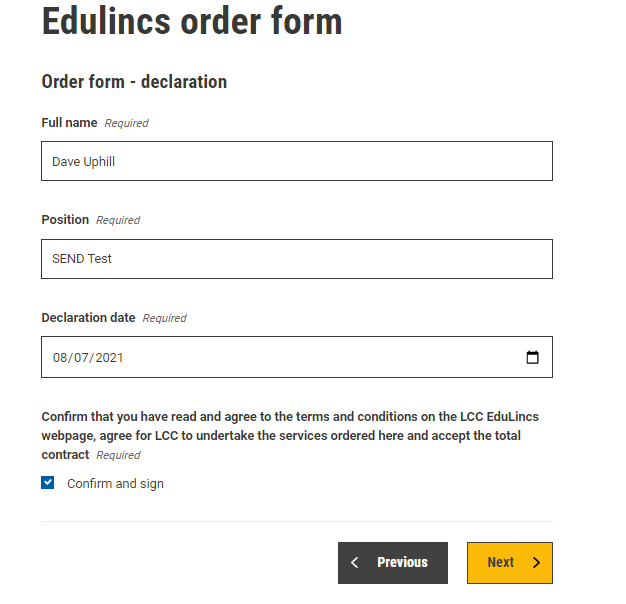 Edulincs order form
Order form - declaration
Full name Required
Dave Uphill
Position Required
SEND Test
Declaration date Required
08/07/2021
Confirm that you have read and agree to the terms and conditions on the LCC EduLincs
webpage, agree for LCC to undertake the services ordered here and accept the total
contract Required
Confirm and sign
Previous
Next